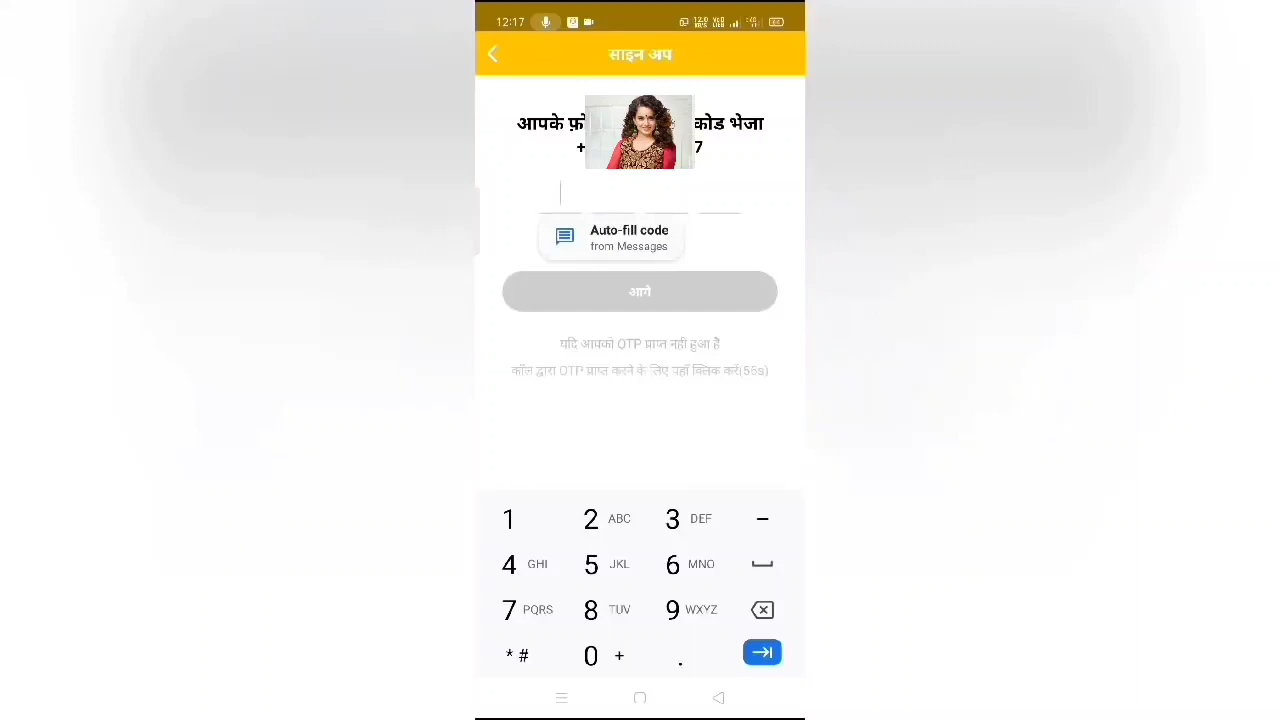 12:17
साइन अप
आपके फ़ो कोड भेजा
+ 7
Auto-fill code
from Messages
आगे
यदि आपको OTP प्राप्त नहीं हुआ है
कॉल द्वारा OTP प्राप्त करने के लिए यहाँ क्लिक करें(56s)
1 2 ABC 3 DEF –
4 GHI 5 JKL 6 MNO
7 PQRS 8 TUV 9 WXYZ
* # 0 + .